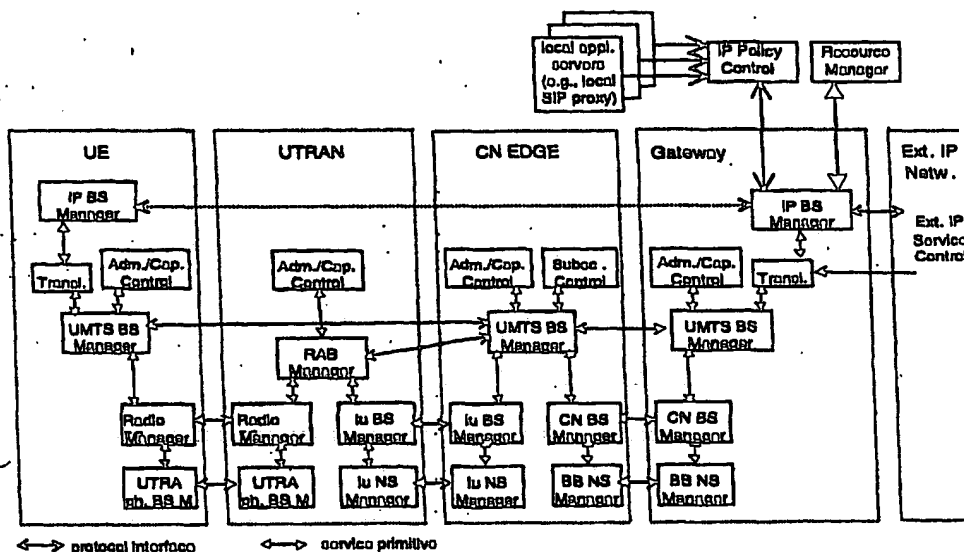 local appl.
servers
(e.g., local
SIP proxy)
IP Policy
Control
Resource
Manager
UE
UTRAN
CN EDGE
Gateway
Ext. IP
Netw.
IP BS
Manager
IP BS
Manager
Ext. IP
Service
Control
Transl.
Adm./Cap.
Control
Adm./Cap.
Control
Adm./Cap.
Control
Subsc.
Control
Adm./Cap.
Control
Transl.
UMTS BS
Manager
RAB
Manager
UMTS BS
Manager
UMTS BS
Manager
Radio
Manager
Radio
Manager
Iu BS
Manager
Iu BS
Manager
CN BS
Manager
CN BS
Manager
UTRA
ph. BS M
UTRA
ph. BS M
Iu NS
Manager
Iu NS
Manager
BB NS
Manager
BB NS
Manager
protocol interface
service primitive